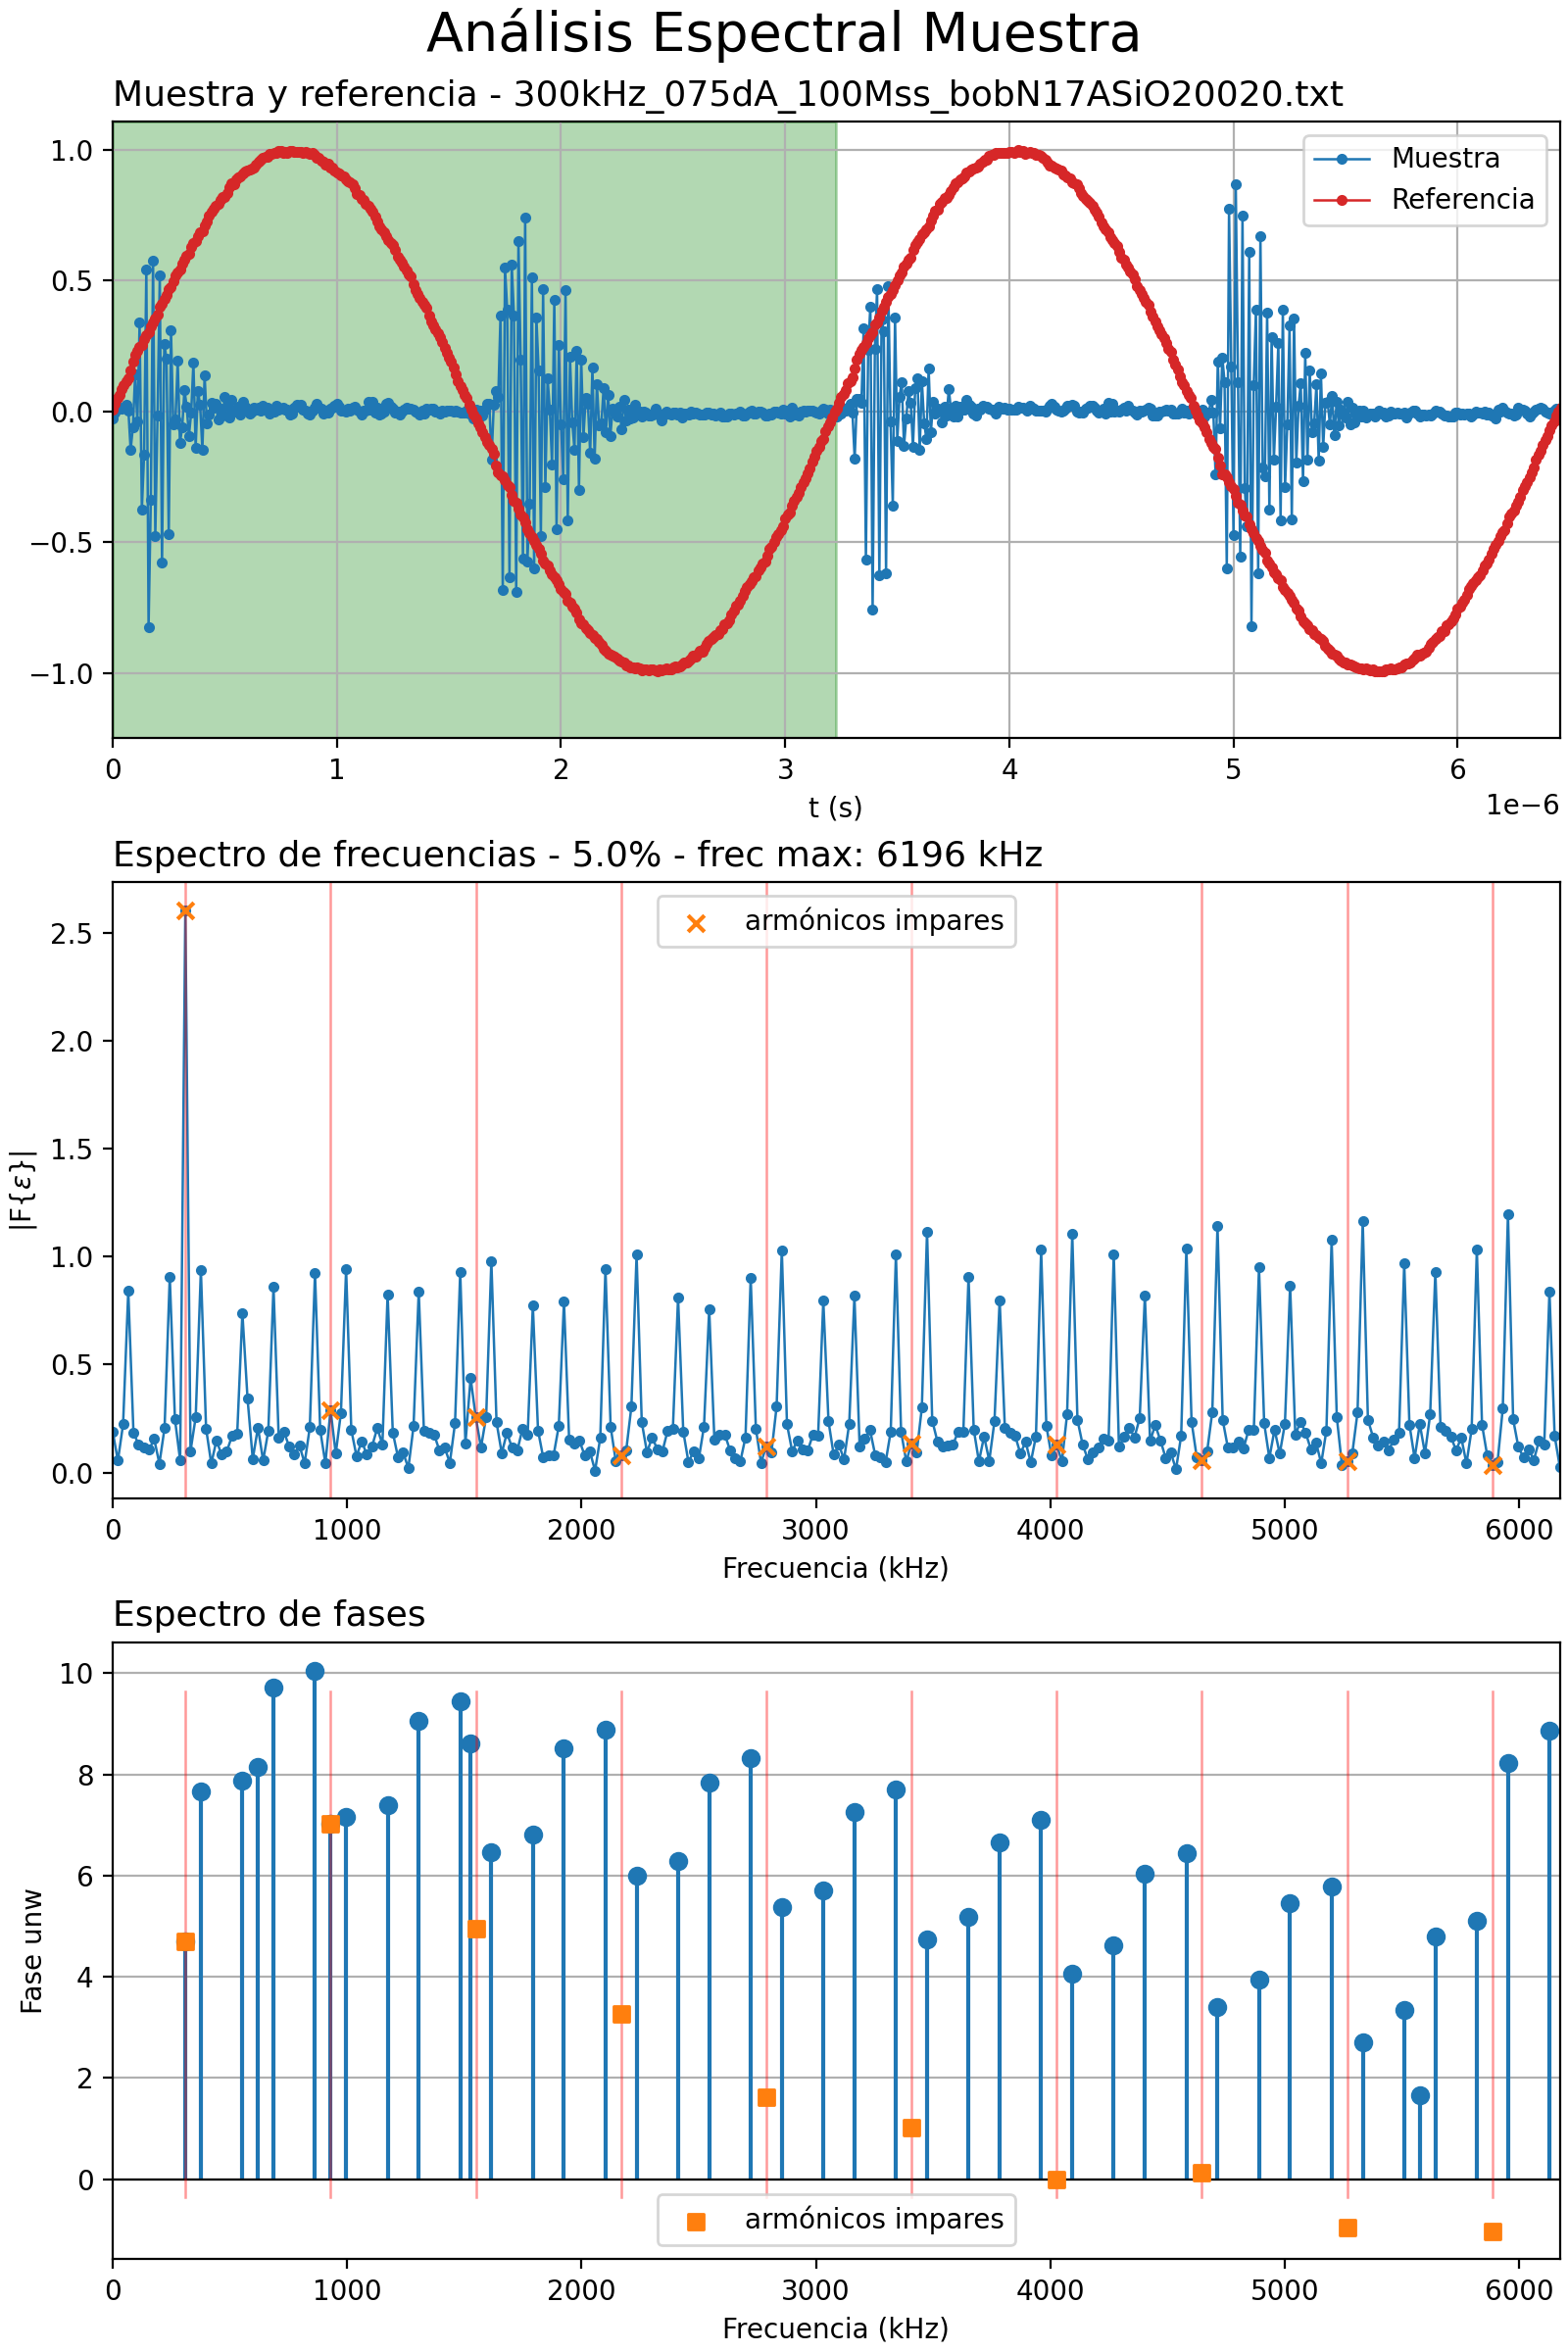 Análisis Espectral Muestra
Muestra y referencia - 300kHz_075dA_100Mss_bobN17ASiO20020.txt
1.0
0.5
0.0
−0.5
−1.0
Muestra
Referencia
0 1 2 3 4 5 6
t (s)
1e−6
Espectro de frecuencias - 5.0% - frec max: 6196 kHz
|F{ε}|
2.5
2.0
1.5
1.0
0.5
0.0
armónicos impares
0 1000 2000 3000 4000 5000 6000
Frecuencia (kHz)
Espectro de fases
Fase unw
10
8
6
4
2
0
armónicos impares
0 1000 2000 3000 4000 5000 6000
Frecuencia (kHz)